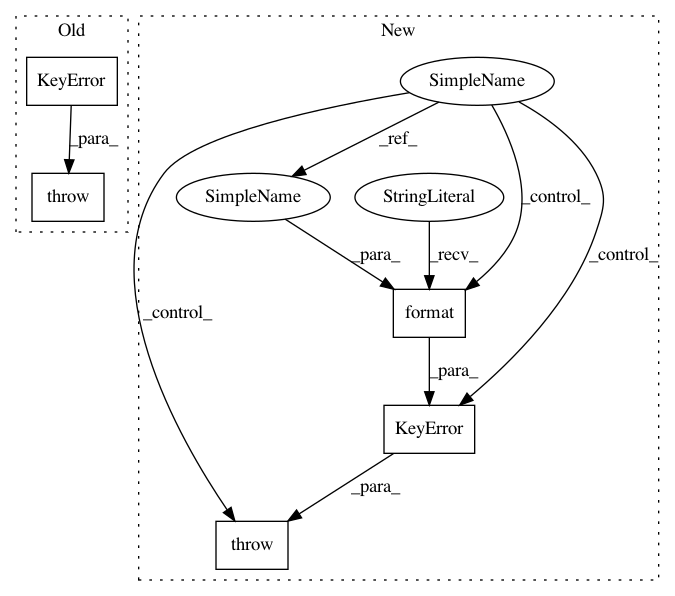 Old
New
KeyError
SimpleName
_para_
_ref_
throw
SimpleName
StringLiteral
_control_
_para_
_recv_
_control_
_control_
format
_para_
KeyError
_para_
throw